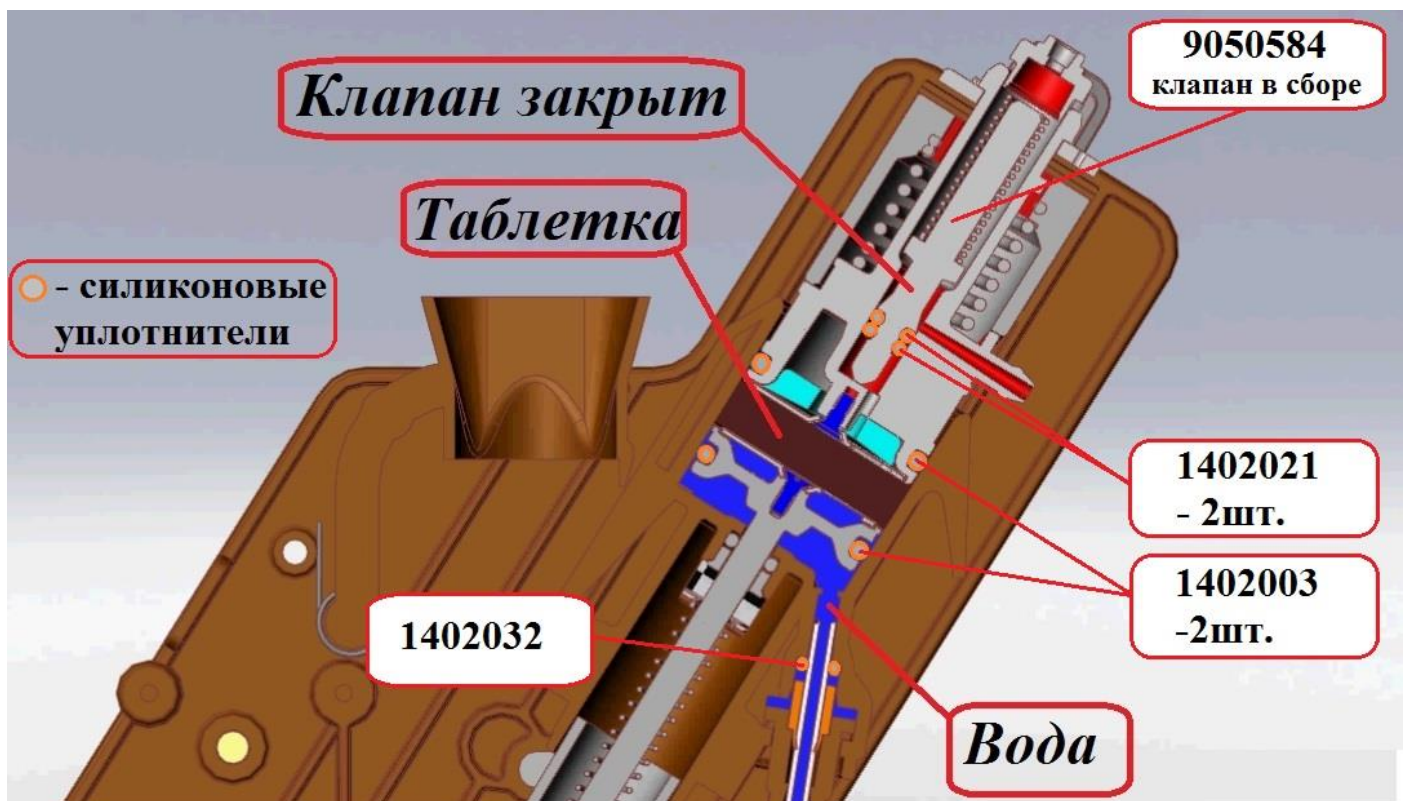 9050584
клапан в сборе
Клапан закрыт
Таблетка
- силиконовые
уплотнители
1402021
- 2шт.
1402003
-2шт.
1402032
Вода